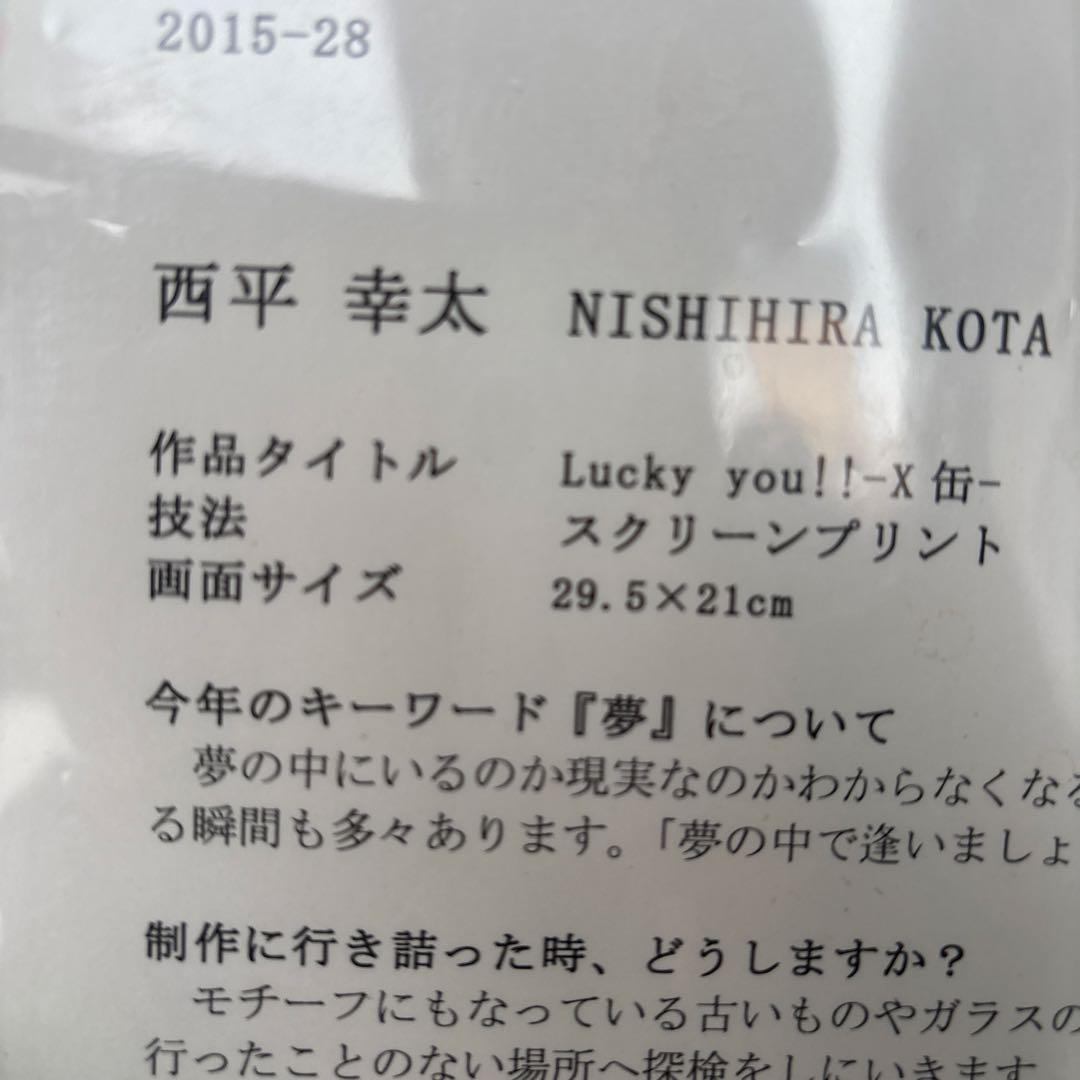 2015-28
西平 幸太 NISHIHIRA KOTA
作品タイトル Lucky you!!-X缶-
技法 スクリーンプリント
画面サイズ 29.5×21cm
今年のキーワード『夢』について
夢の中にいるのか現実なのかわからなくなる
る瞬間も多々あります。「夢の中で逢いましょ
制作に行き詰った時、どうしますか？
モチーフにもなっている古いものやガラスの
行ったことのない場所へ探検をしにいきます